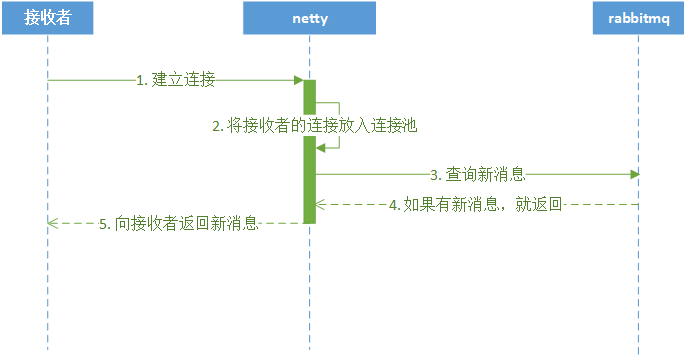 接收者
netty
rabbitmq
1. 建立连接
2. 将接收者的连接放入连接池
3. 查询新消息
4. 如果有新消息，就返回
5. 向接收者返回新消息